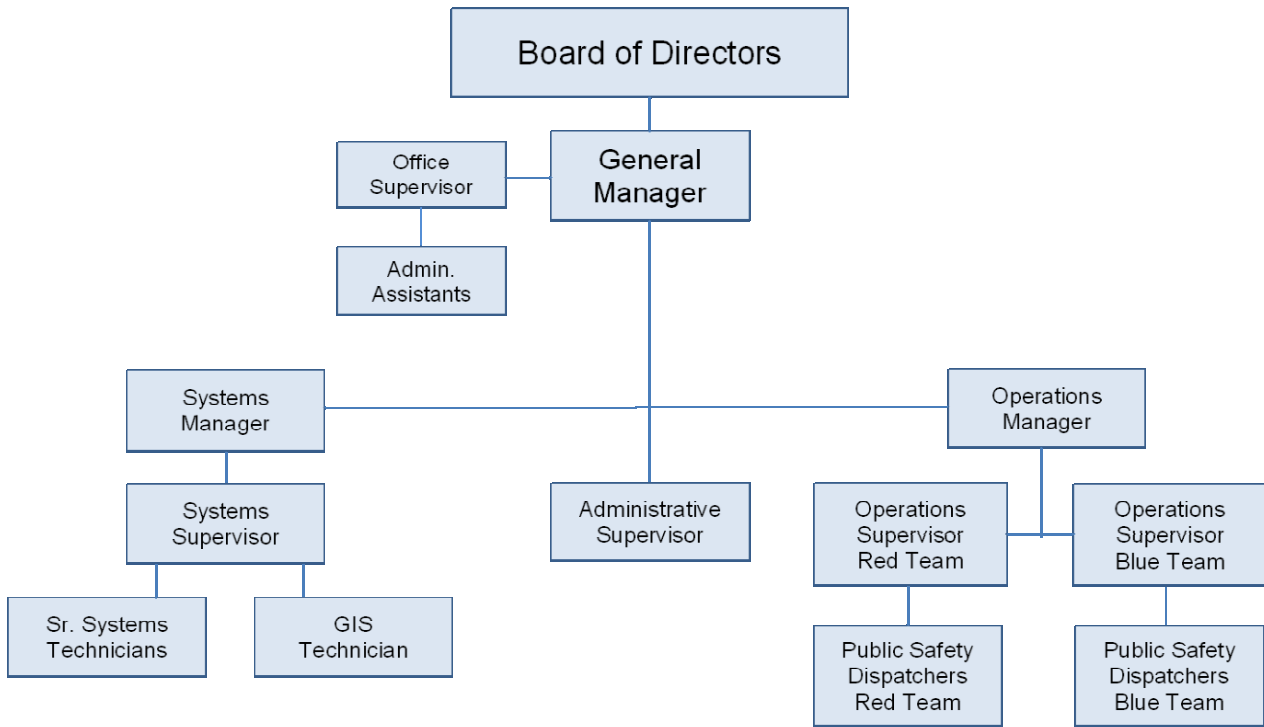 Board of Directors
General
Manager
Office
Supervisor
Admin.
Assistants
Systems
Manager
Operations
Manager
Systems
Supervisor
Administrative
Supervisor
Operations
Supervisor
Red Team
Operations
Supervisor
Blue Team
Sr. Systems
Technicians
GIS
Technician
Public Safety
Dispatchers
Red Team
Public Safety
Dispatchers
Blue Team